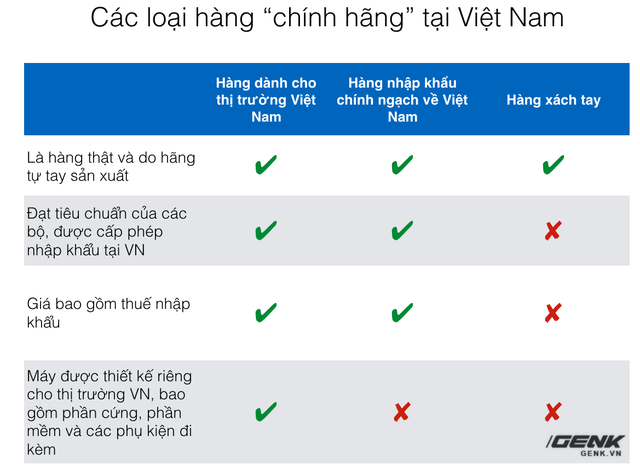 Các loại hàng “chính hãng” tại Việt Nam
Hàng dành cho
thị trường Việt
Nam
Hàng nhập khẩu
chính ngạch về Việt
Nam
Hàng xách tay
Là hàng thật và do hãng
tự tay sản xuất
Đạt tiêu chuẩn của các
bộ, được cấp phép
nhập khẩu tại VN
Giá bao gồm thuế nhập
khẩu
Máy được thiết kế riêng
cho thị trường VN, bao
gồm phần cứng, phần
mềm và các phụ kiện đi
kèm
GENK
GENK.VN